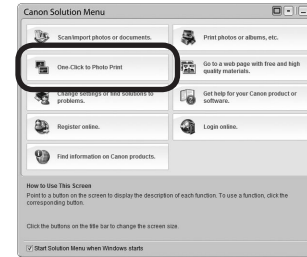 Canon Solution Menu
Scan/Import photos or documents.
Print photos or albums, etc.
One-Click to Photo Print
Go to a web page with free and high
quality materials.
Change settings or find solutions to
problems.
Get help for your Canon product or
software.
Register online.
Login online.
Find information on Canon products.
How to Use This Screen
Point to a button on the screen to display the description of each function. To use a function, click the
corresponding button.
Click the buttons on the title bar to change the screen size.
Start Solution Menu when Windows starts